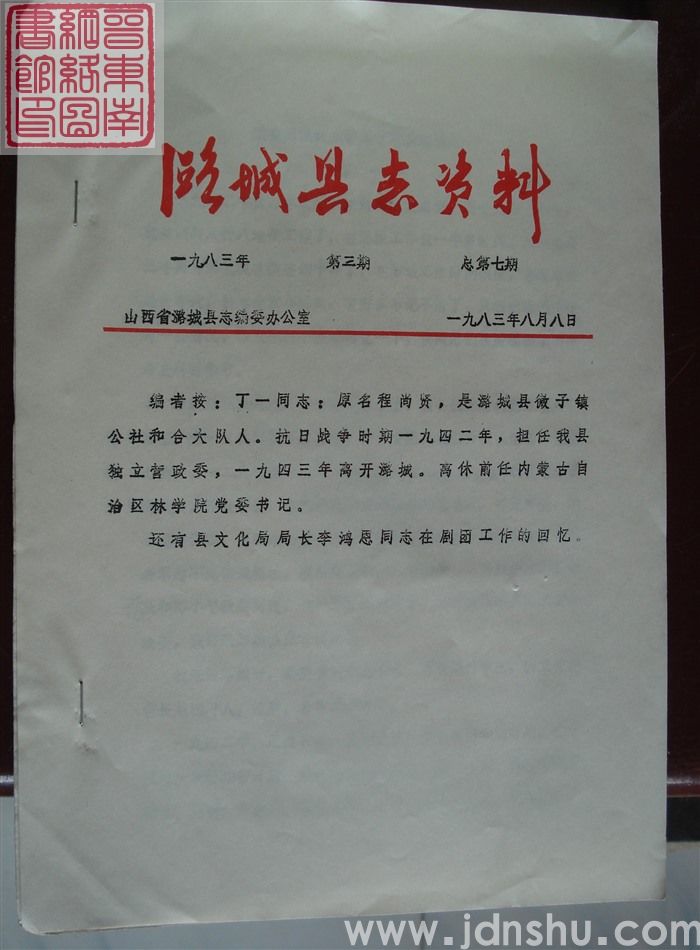 晋东南
网络图
书馆印
潞城县志资料
一九八三年 第三期 总第七期
山西省潞城县志编委办公室 一九八三年八月八日
编者按：丁一同志：原名程尚贤，是潞城县微子镇
公社和合大队人。抗日战争时期一九四二年，担任我县
独立营政委，一九四三年离开潞城。离休前任内蒙古自
治区林学院党委书记。
还有县文化局局长李鸿恩同志在剧团工作的回忆。
www.jdnshu.com